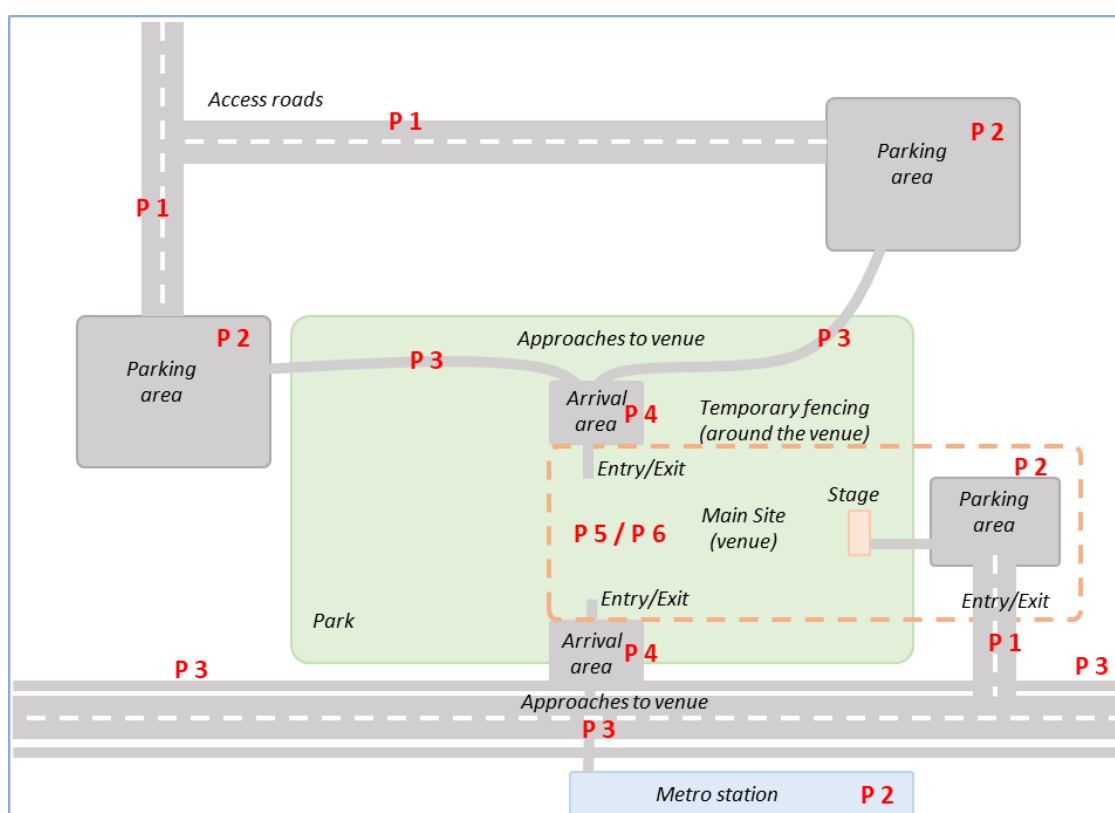 Access roads
P 1
P 2
Parking
area
P 1
P 2
Parking
area
Approaches to venue
P 3
P 3
Arrival
area
P 4
Temporary fencing
(around the venue)
Entry/Exit
P 2
Parking
area
Stage
Main Site
(venue)
P 5 / P 6
Entry/Exit
Entry/Exit
Park
Arrival
area
P 4
P 1
P 3
P 3
Approaches to venue
P 3
Metro station
P 2